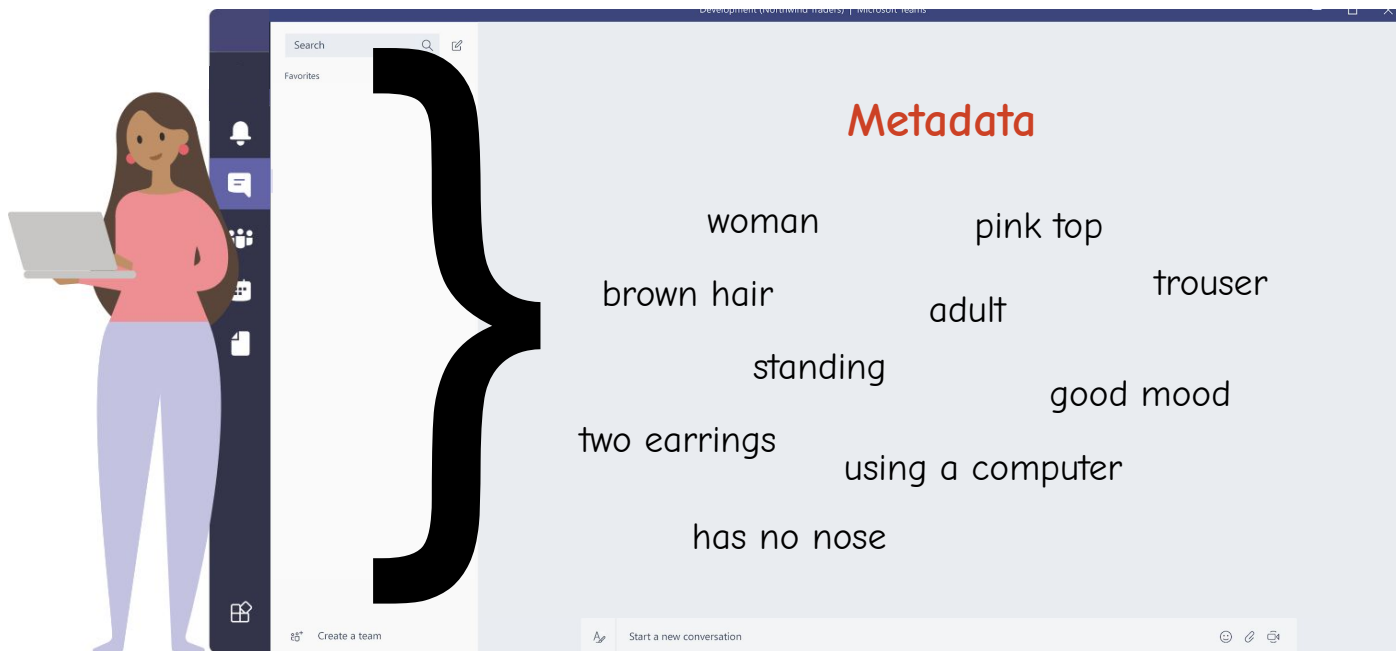 Development (Northwind Traders) | Microsoft Teams
Search
Favorites
Metadata
woman
pink top
brown hair
adult
trouser
standing
good mood
two earrings
using a computer
has no nose
Create a team
Start a new conversation